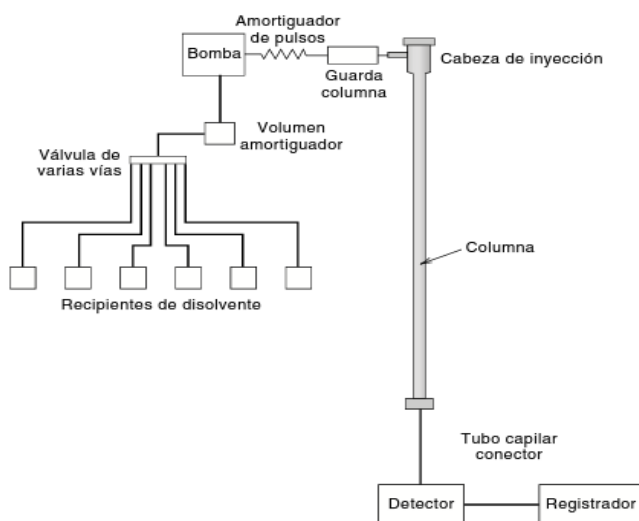 Amortiguador
de pulsos
Bomba
Guarda
columna
Cabeza de inyección
Volumen
amortiguador
Válvula de
varias vías
Columna
Recipientes de disolvente
Tubo capilar
conector
Detector
Registrador